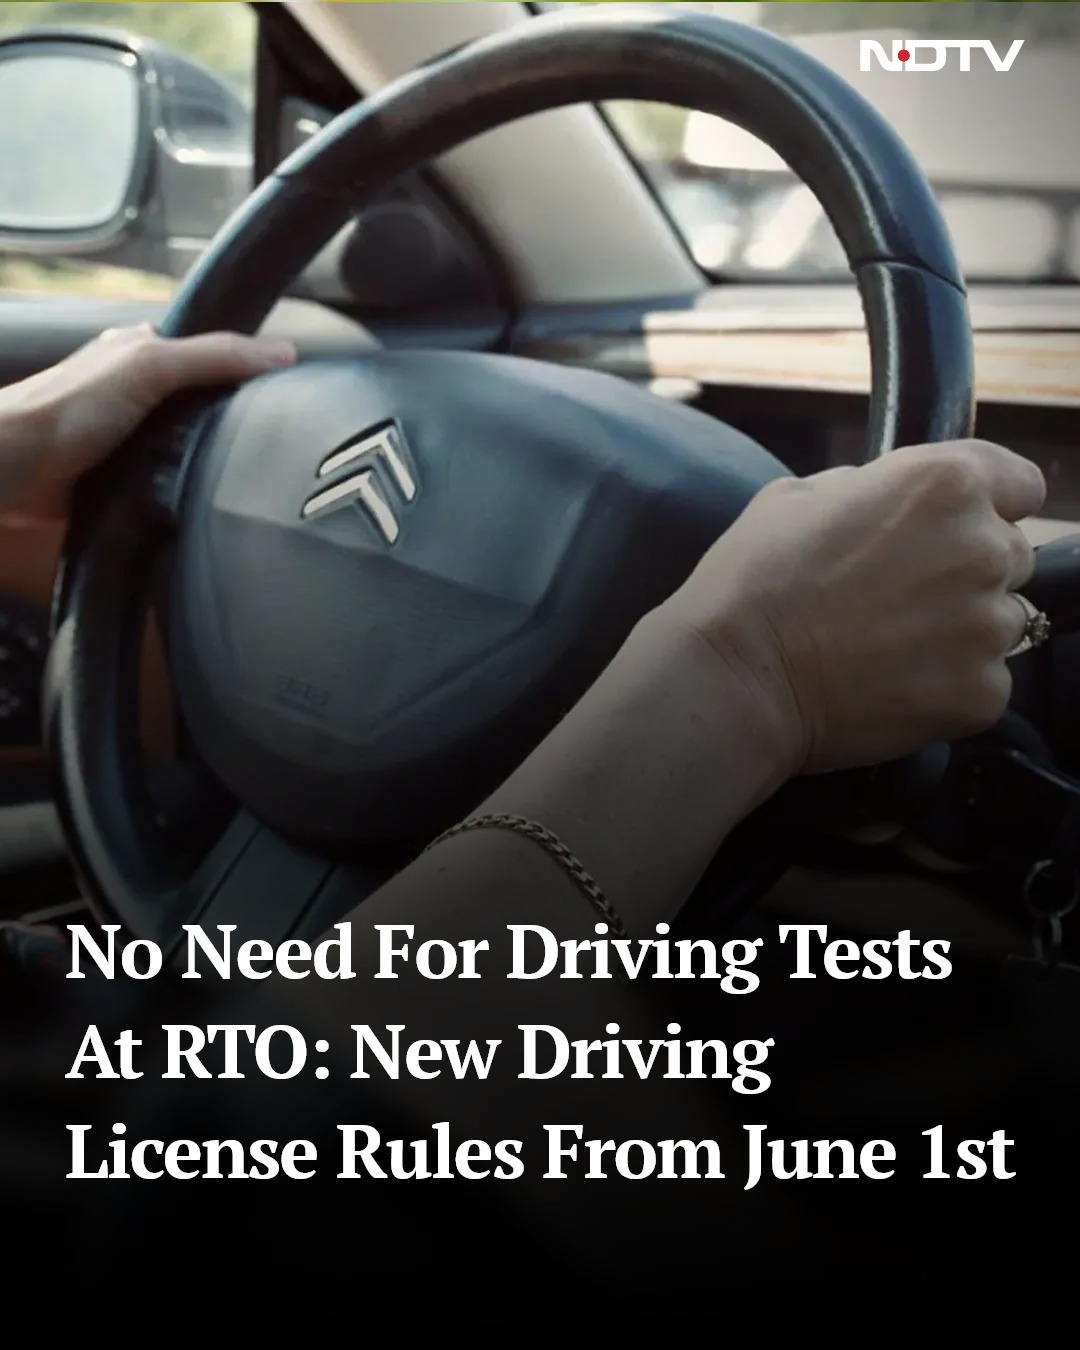 NDTV
No Need For Driving Tests
At RTO: New Driving
License Rules From June 1st